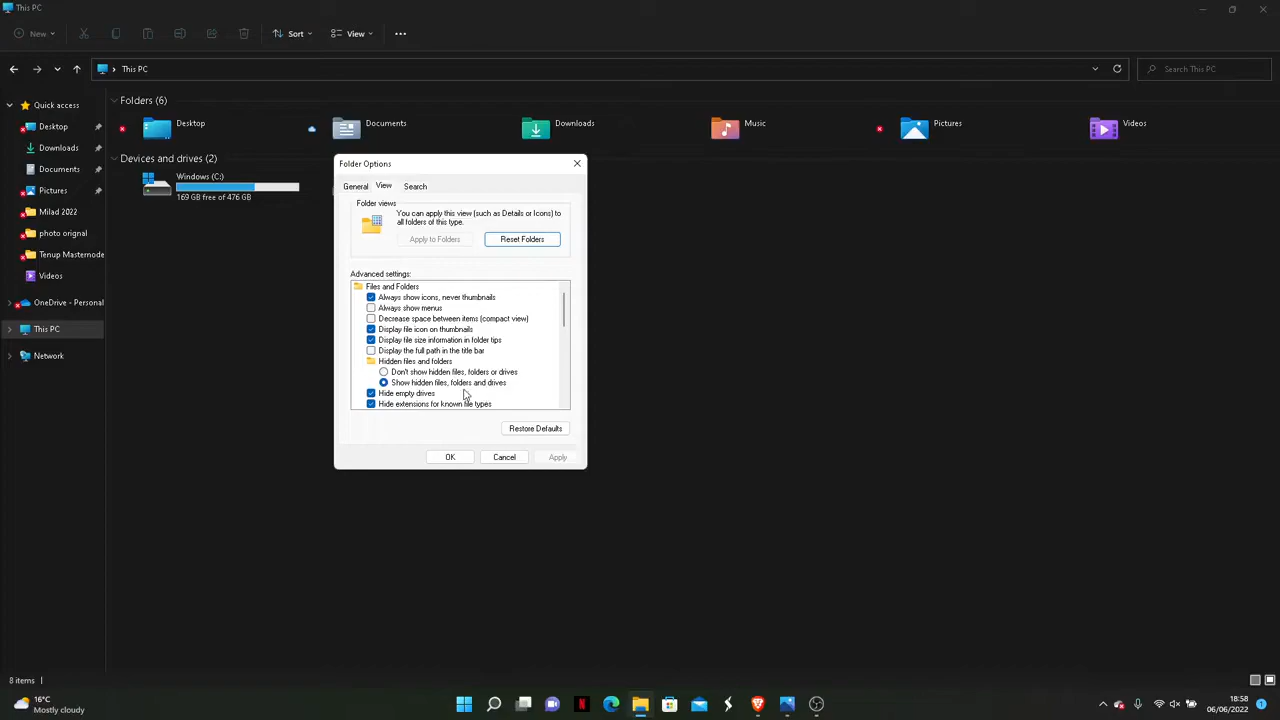 This PC
New
Sort
View
This PC
Search This PC
Quick access
Desktop
Downloads
Documents
Pictures
Milad 2022
photo orignal
Tenup Masternode
Videos
OneDrive - Personal
This PC
Network
Folders (6)
Desktop
Documents
Downloads
Music
Pictures
Videos
Devices and drives (2)
Windows (C:)
169 GB free of 476 GB
Folder Options
General
View
Search
Folder views
You can apply this view (such as Details or Icons) to
all folders of this type.
Apply to Folders
Reset Folders
Advanced settings:
Files and Folders
Always show icons, never thumbnails
Always show menus
Decrease space between items (compact view)
Display file icon on thumbnails
Display file size information in folder tips
Display the full path in the title bar
Hidden files and folders
Don't show hidden files, folders or drives
Show hidden files, folders and drives
Hide empty drives
Hide extensions for known file types
Restore Defaults
OK
Cancel
Apply
8 items
16°C
Mostly cloudy
18:58
06/06/2022